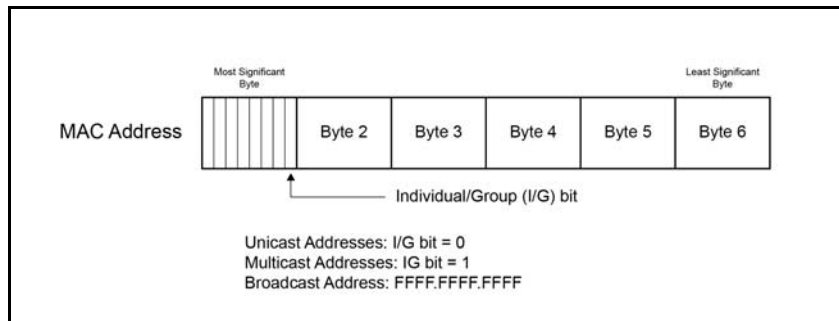 Most Significant
Byte
Least Significant
Byte
MAC Address
Byte 2
Byte 3
Byte 4
Byte 5
Byte 6
Individual/Group (I/G) bit
Unicast Addresses: I/G bit = 0
Multicast Addresses: IG bit = 1
Broadcast Address: FFFF.FFFF.FFFF